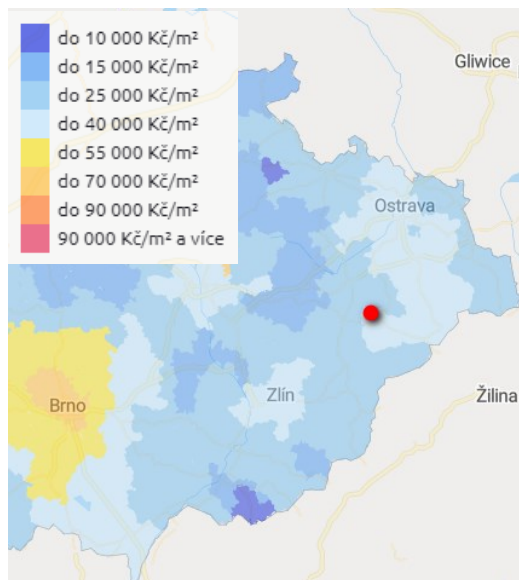 do 10 000 Kč/m²
do 15 000 Kč/m²
do 25 000 Kč/m²
do 40 000 Kč/m²
do 55 000 Kč/m²
do 70 000 Kč/m²
do 90 000 Kč/m²
90 000 Kč/m² a více
Gliwice
Ostrava
Žilina
Zlín
Brno